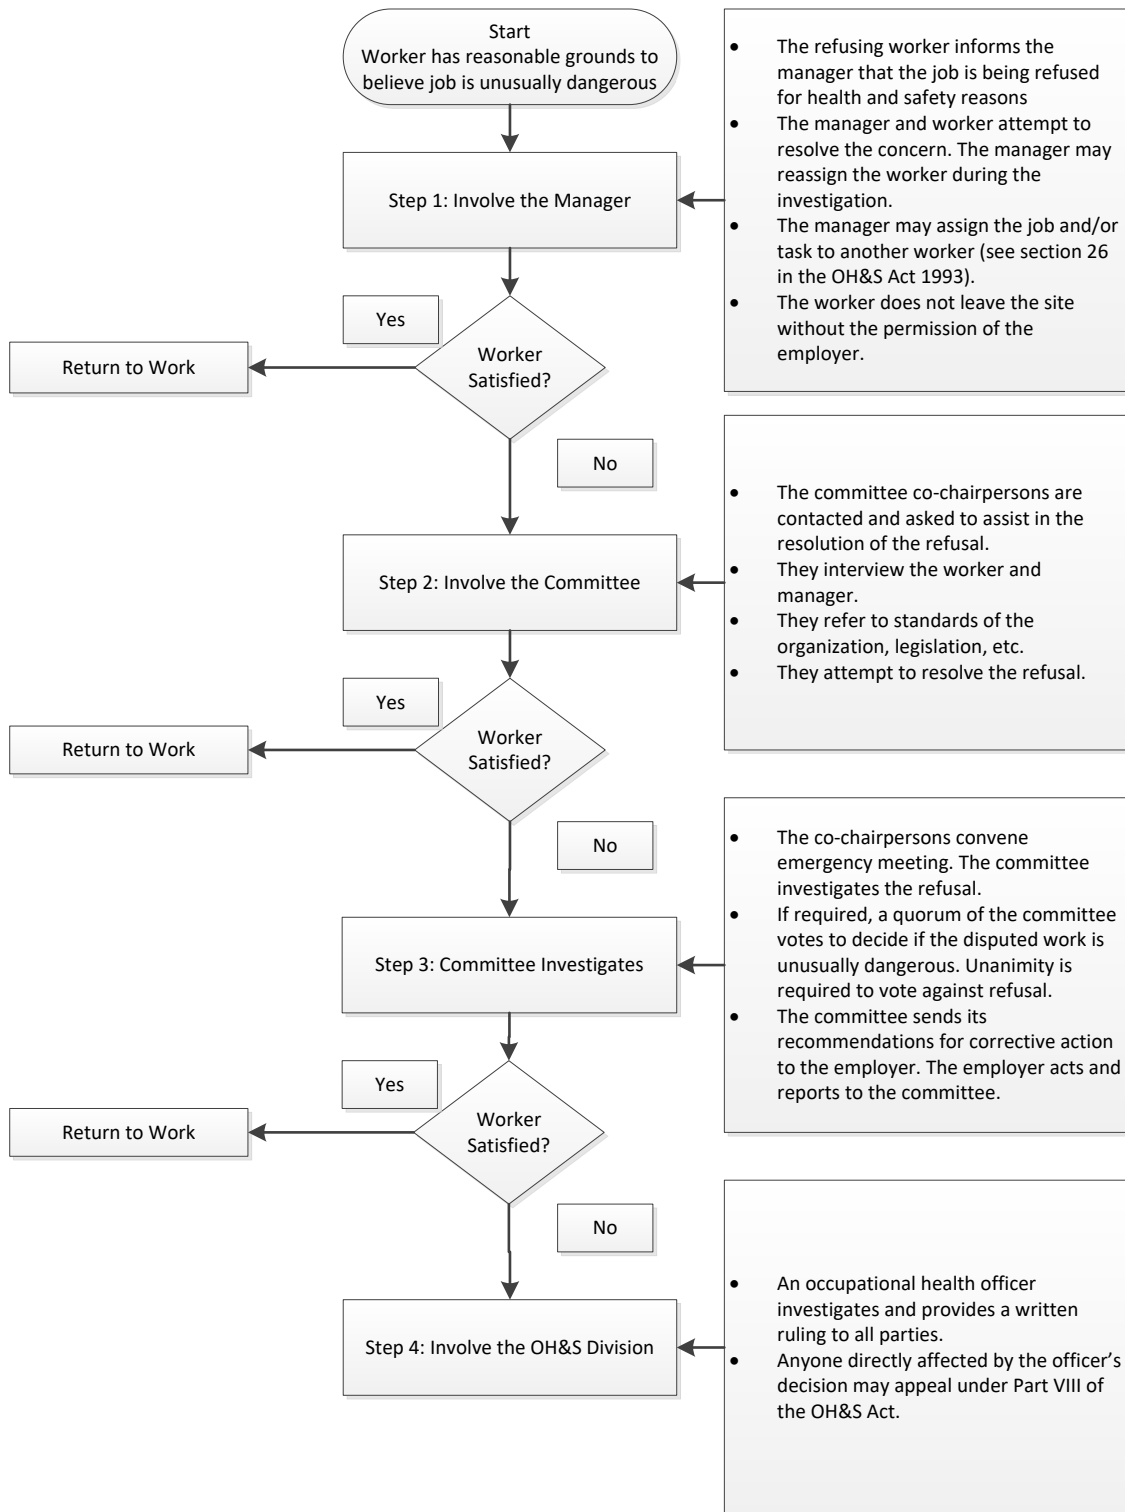 Start
Worker has reasonable grounds to
believe job is unusually dangerous
• The refusing worker informs the
manager that the job is being refused
for health and safety reasons
• The manager and worker attempt to
resolve the concern. The manager may
reassign the worker during the
investigation.
• The manager may assign the job and/or
task to another worker (see section 26
in the OH&S Act 1993).
• The worker does not leave the site
without the permission of the
employer.
Step 1: Involve the Manager
Yes
Worker
Satisfied?
Return to Work
No
• The committee co-chairpersons are
contacted and asked to assist in the
resolution of the refusal.
• They interview the worker and
manager.
• They refer to standards of the
organization, legislation, etc.
• They attempt to resolve the refusal.
Step 2: Involve the Committee
Yes
Worker
Satisfied?
Return to Work
No
• The co-chairpersons convene
emergency meeting. The committee
investigates the refusal.
• If required, a quorum of the committee
votes to decide if the disputed work is
unusually dangerous. Unanimity is
required to vote against refusal.
• The committee sends its
recommendations for corrective action
to the employer. The employer acts and
reports to the committee.
Step 3: Committee Investigates
Yes
Worker
Satisfied?
Return to Work
No
• An occupational health officer
investigates and provides a written
ruling to all parties.
• Anyone directly affected by the officer’s
decision may appeal under Part VIII of
the OH&S Act.
Step 4: Involve the OH&S Division